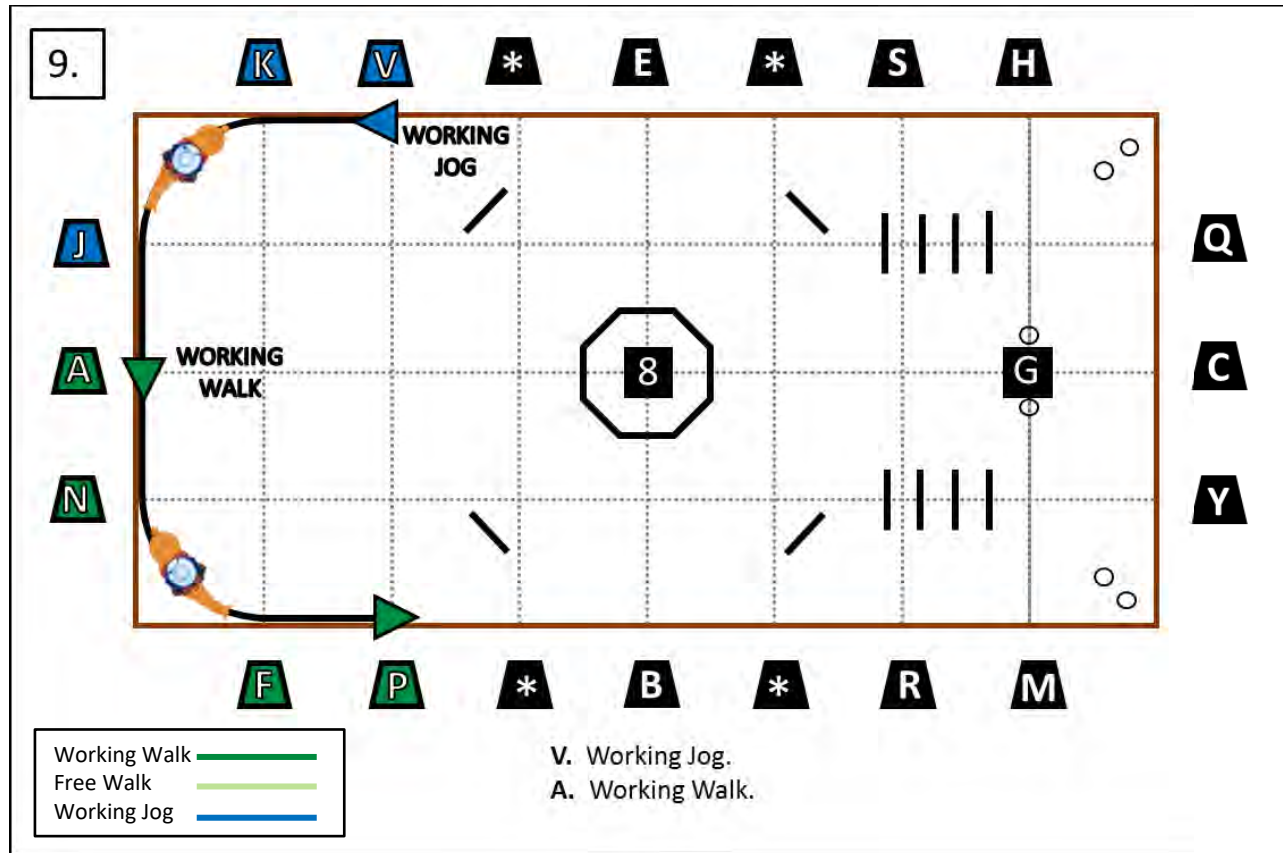 9.
K V * E * S H
WORKING
JOG
J Q
WORKING
WALK
A 8 G C
N Y
F P * B * R M
Working Walk
Free Walk
Working Jog
V. Working Jog.
A. Working Walk.